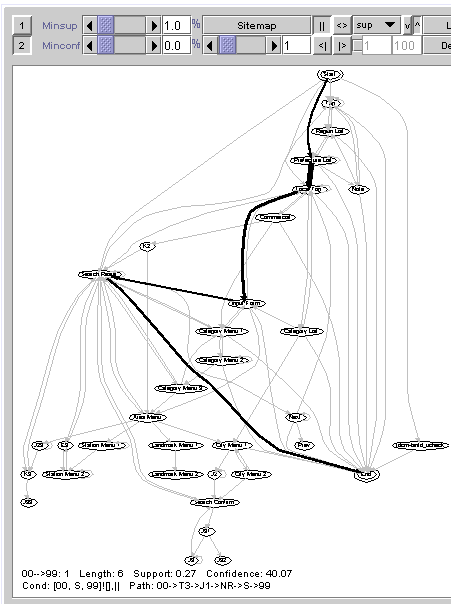 1 Minsup 1.0 % Sitemap || <> sup v ^ L
2 Minconf 0.0 % 1 <| |> 1 100 De
Start
Top
Region List
Prefecture List
Local Top
Note
Commercial
K2
Search Result
Input Form
Category Menu 1
Category List
Category Menu 2
Category Menu 3
Area Menu
Next
Station Menu 1
Landmark Menu 1
City Menu 1
Prev
Station Menu 2
Landmark Menu 2
City Menu 2
End
Search Confirm
00-->99: 1 Length: 6 Support: 0.27 Confidence: 40.07
Cond: [00, S, 99]![],|| Path: 00->T3->J1->NR->S->99